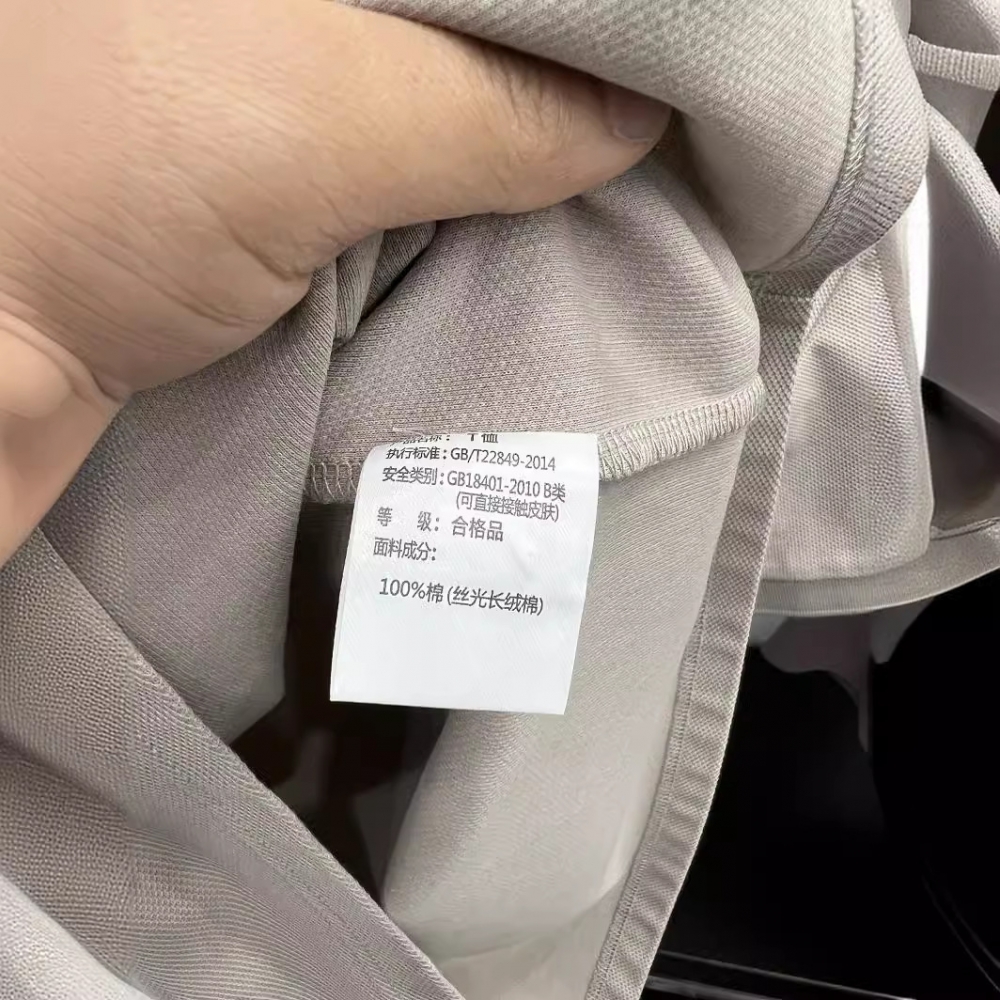 T恤
执行标准：GB/T22849-2014
安全类别：GB18401-2010 B类
(可直接接触皮肤)
等 级：合格品
面料成分：
100%棉 (丝光长绒棉)